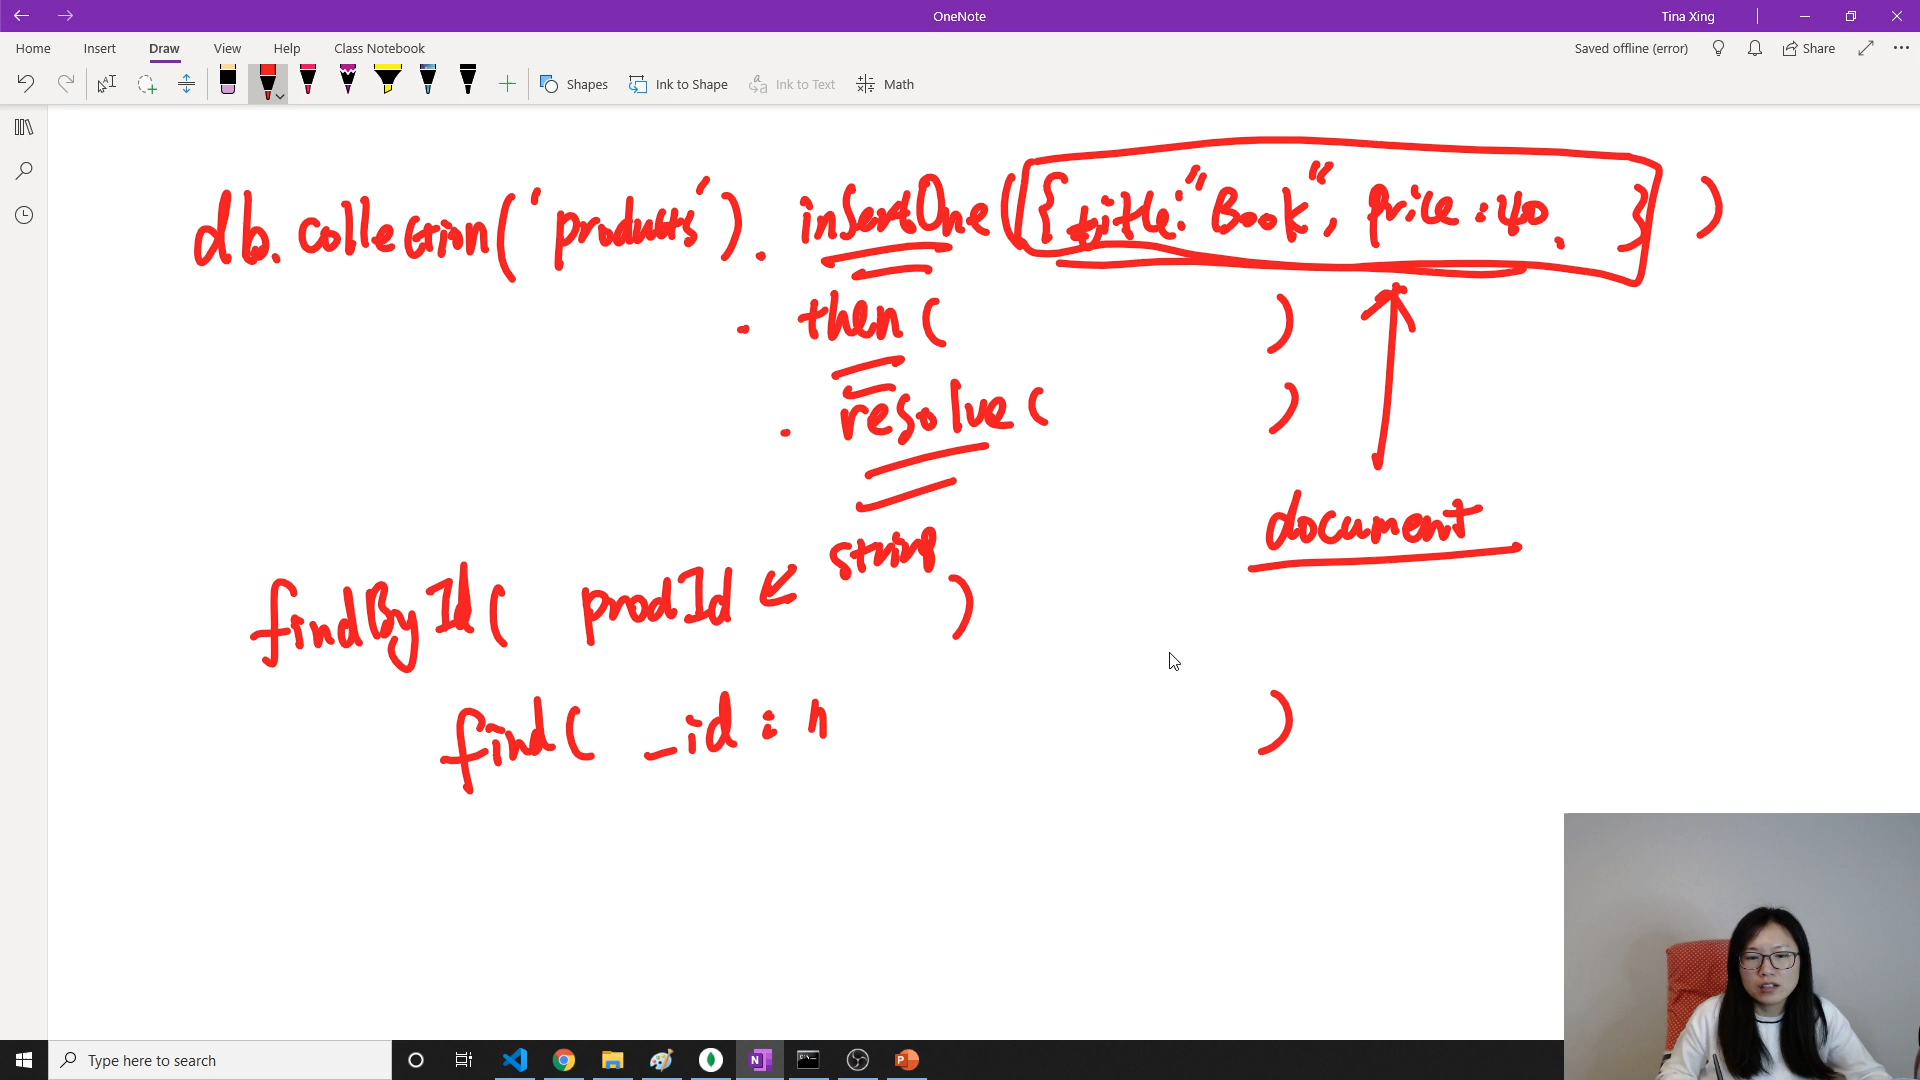 OneNote
Tina Xing
Home Insert Draw View Help Class Notebook
Saved offline (error)
Share
Shapes
Ink to Shape
Ink to Text
Math
db.collection('products').insertOne({title:"Book", Price:40. })
.then( )
.resolve( )
document
string
findById( prodId ← )
find( _id : n )
Type here to search